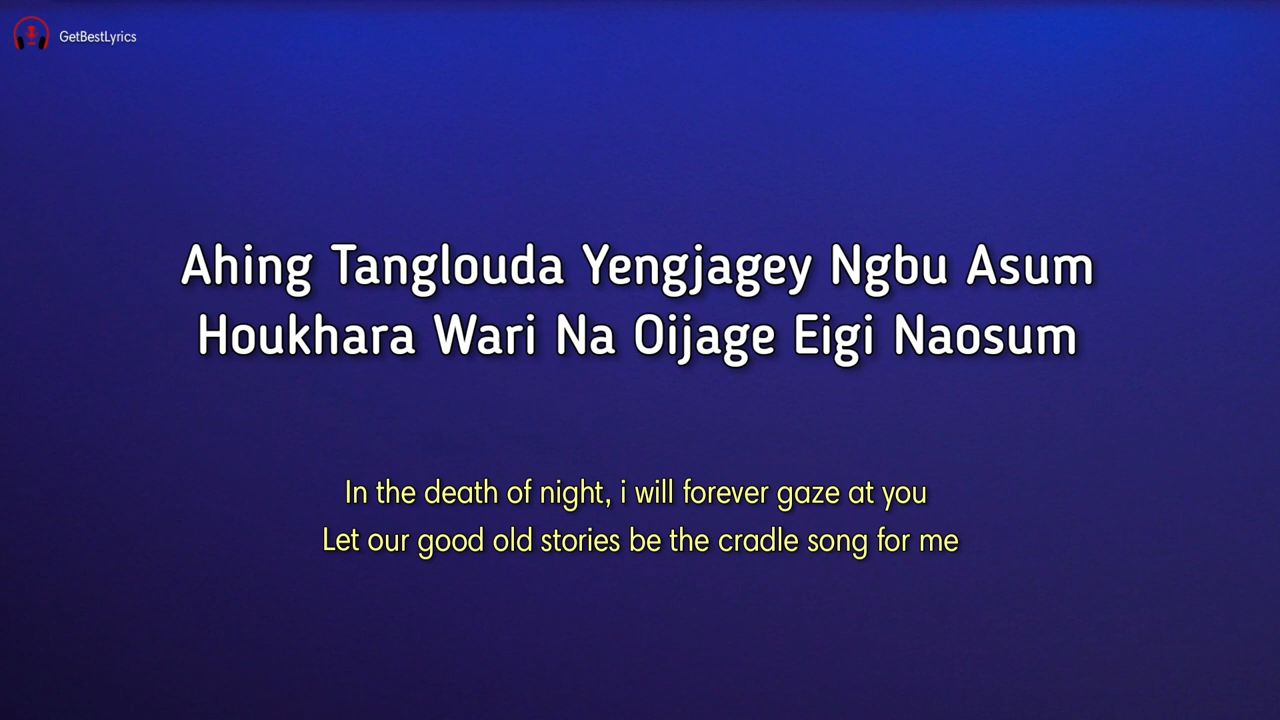 GetBestLyrics
Ahing Tanglouda Yengjagey Ngbu Asum
Houkhara Wari Na Oijage Eigi Naosum
In the death of night, i will forever gaze at you
Let our good old stories be the cradle song for me